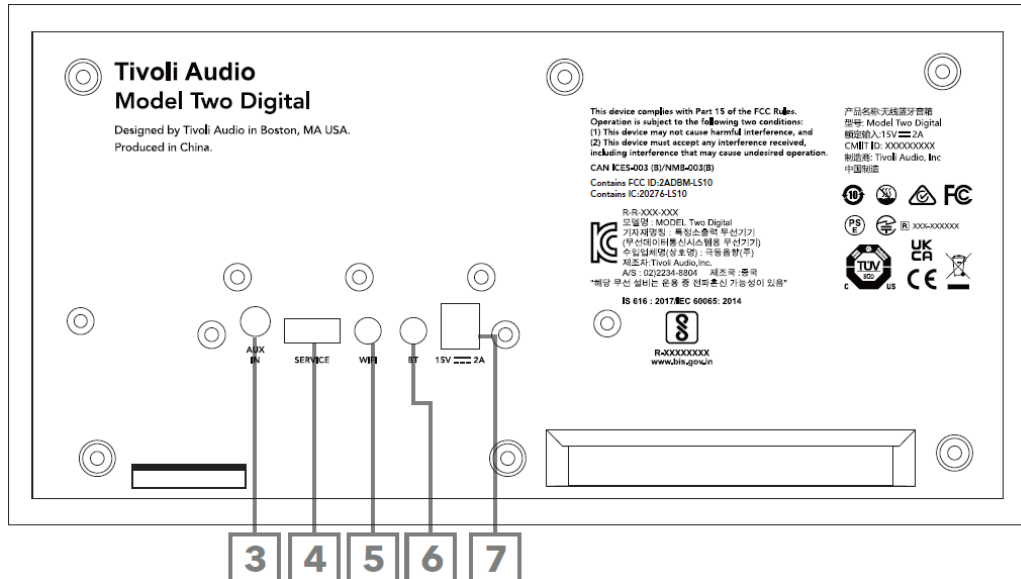 Tivoli Audio
Model Two Digital
Designed by Tivoli Audio in Boston, MA USA.
Produced in China.
This device complies with Part 15 of the FCC Rules.
Operation is subject to the following two conditions:
(1) This device may not cause harmful interference, and
(2) This device must accept any interference received,
including interference that may cause undesired operation.
CAN ICES-003 (B)/NMB-003(B)
Contains FCC ID:2ADBM-LS10
Contains IC:20276-LS10
R-R-XXX-XXX
모델명 : MODEL Two Digital
기자재명칭 : 특정소출력 무선기기
(무선데이터통신시스템용 무선기기)
수입업체명(상호명) : 극동음향(주)
제조자:Tivoli Audio,Inc.
A/S : 02)2234-8804 제조국 :중국
"해당 무선 설비는 운용 중 전파혼신 가능성이 있음"
IS 616 : 2017/IEC 60065: 2014
R-XXXXXXXX
www.bis.gov.in
产品名称:无线蓝牙音箱
型号: Model Two Digital
额定输入:15V 2A
CMIIT ID: XXXXXXXXX
制造商: Tivoli Audio, Inc
中国制造
10
FC
PS
E
R XXX-XXXXXX
TÜV
C US
UK
CA
CE
AUX
IN
SERVICE
WIFI
BT
15V 2A
3
4
5
6
7